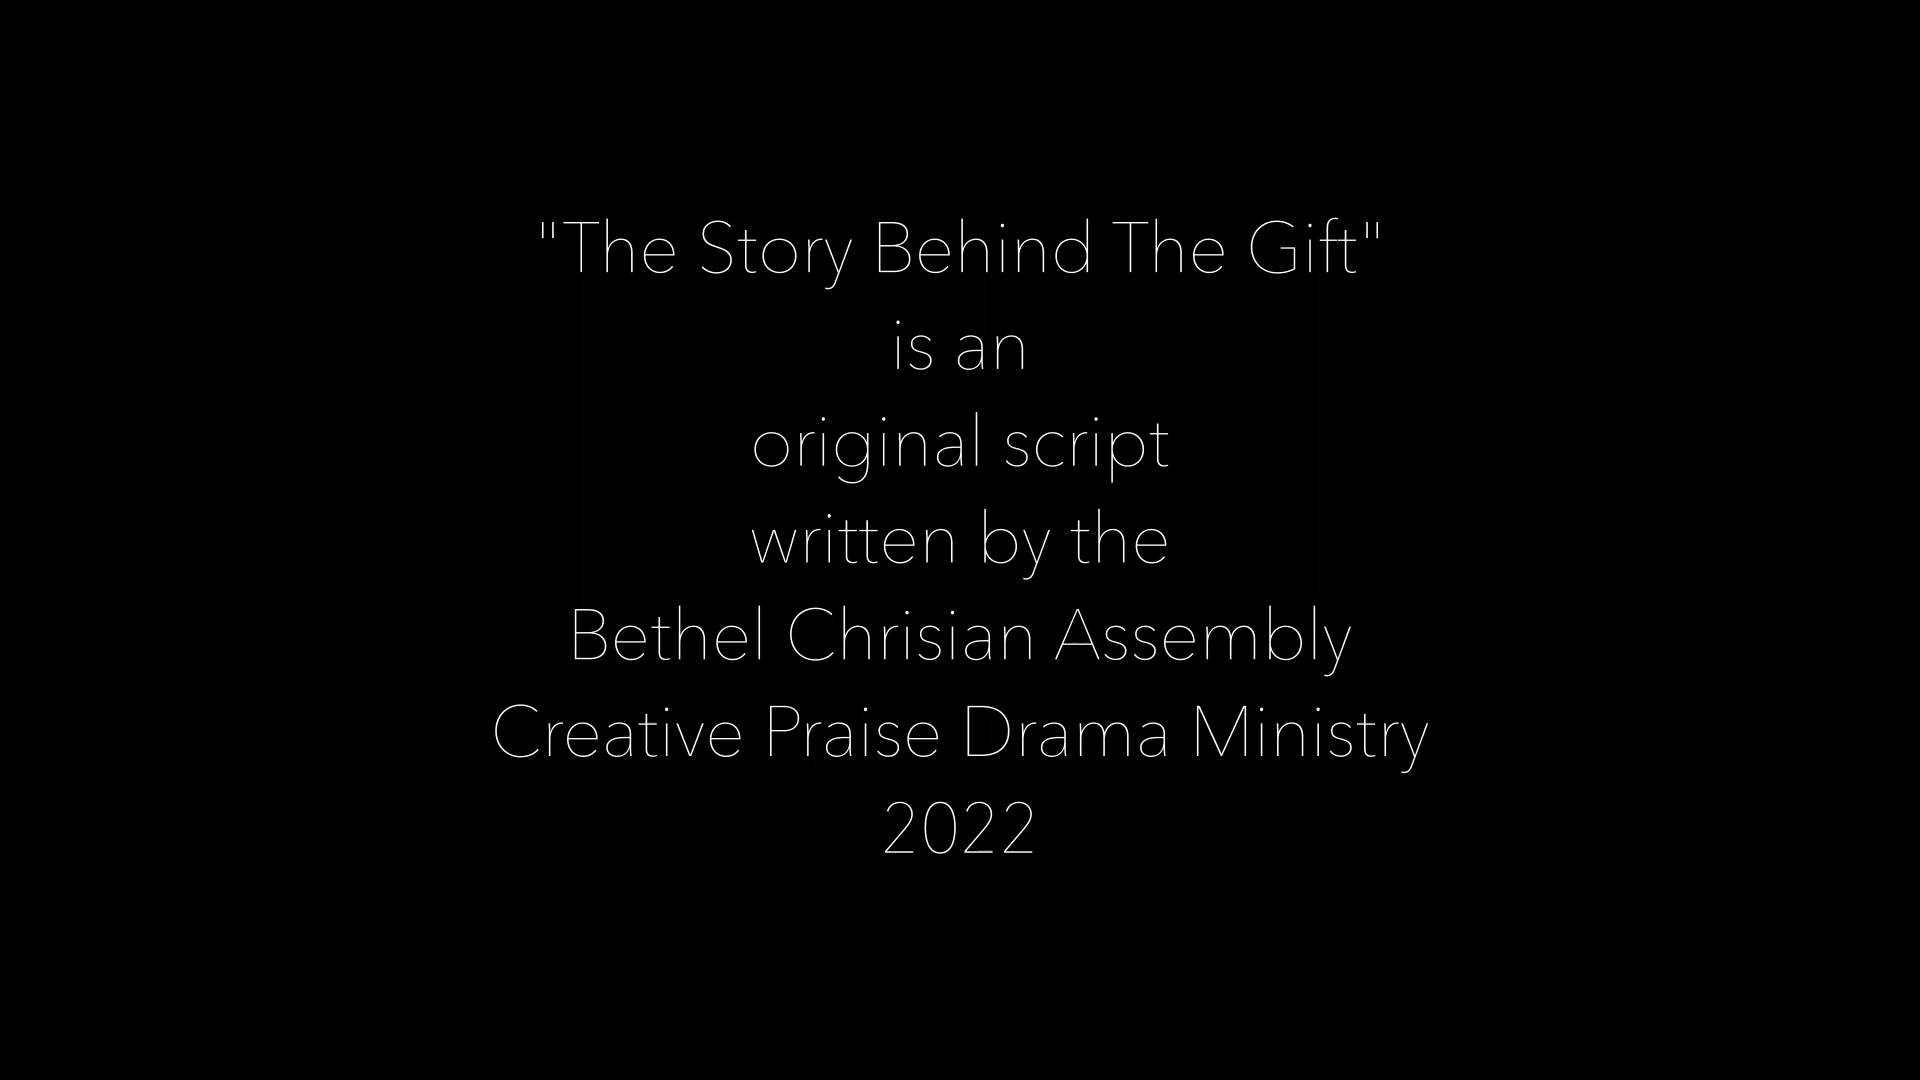 "The Story Behind The Gift"
is an
original script
written by the
Bethel Chrisian Assembly
Creative Praise Drama Ministry
2022